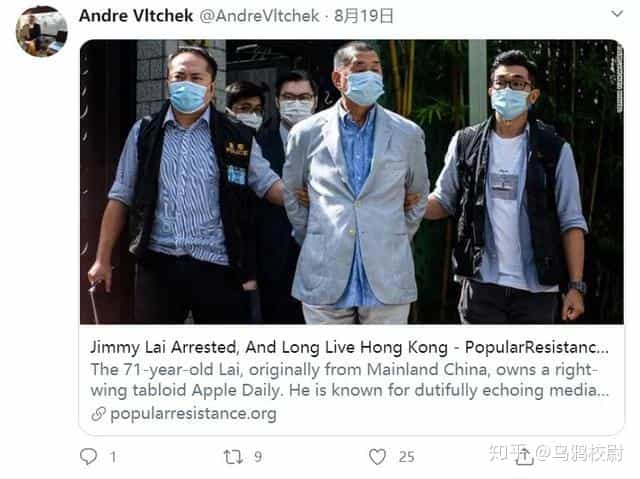 Andre Vltchek @AndreVltchek · 8月19日
POLICE
Jimmy Lai Arrested, And Long Live Hong Kong - PopularResistanc...
The 71-year-old Lai, originally from Mainland China, owns a right-
wing tabloid Apple Daily. He is known for dutifully echoing media...
popularresistance.org
1 9 25
知乎 @乌鸦校尉